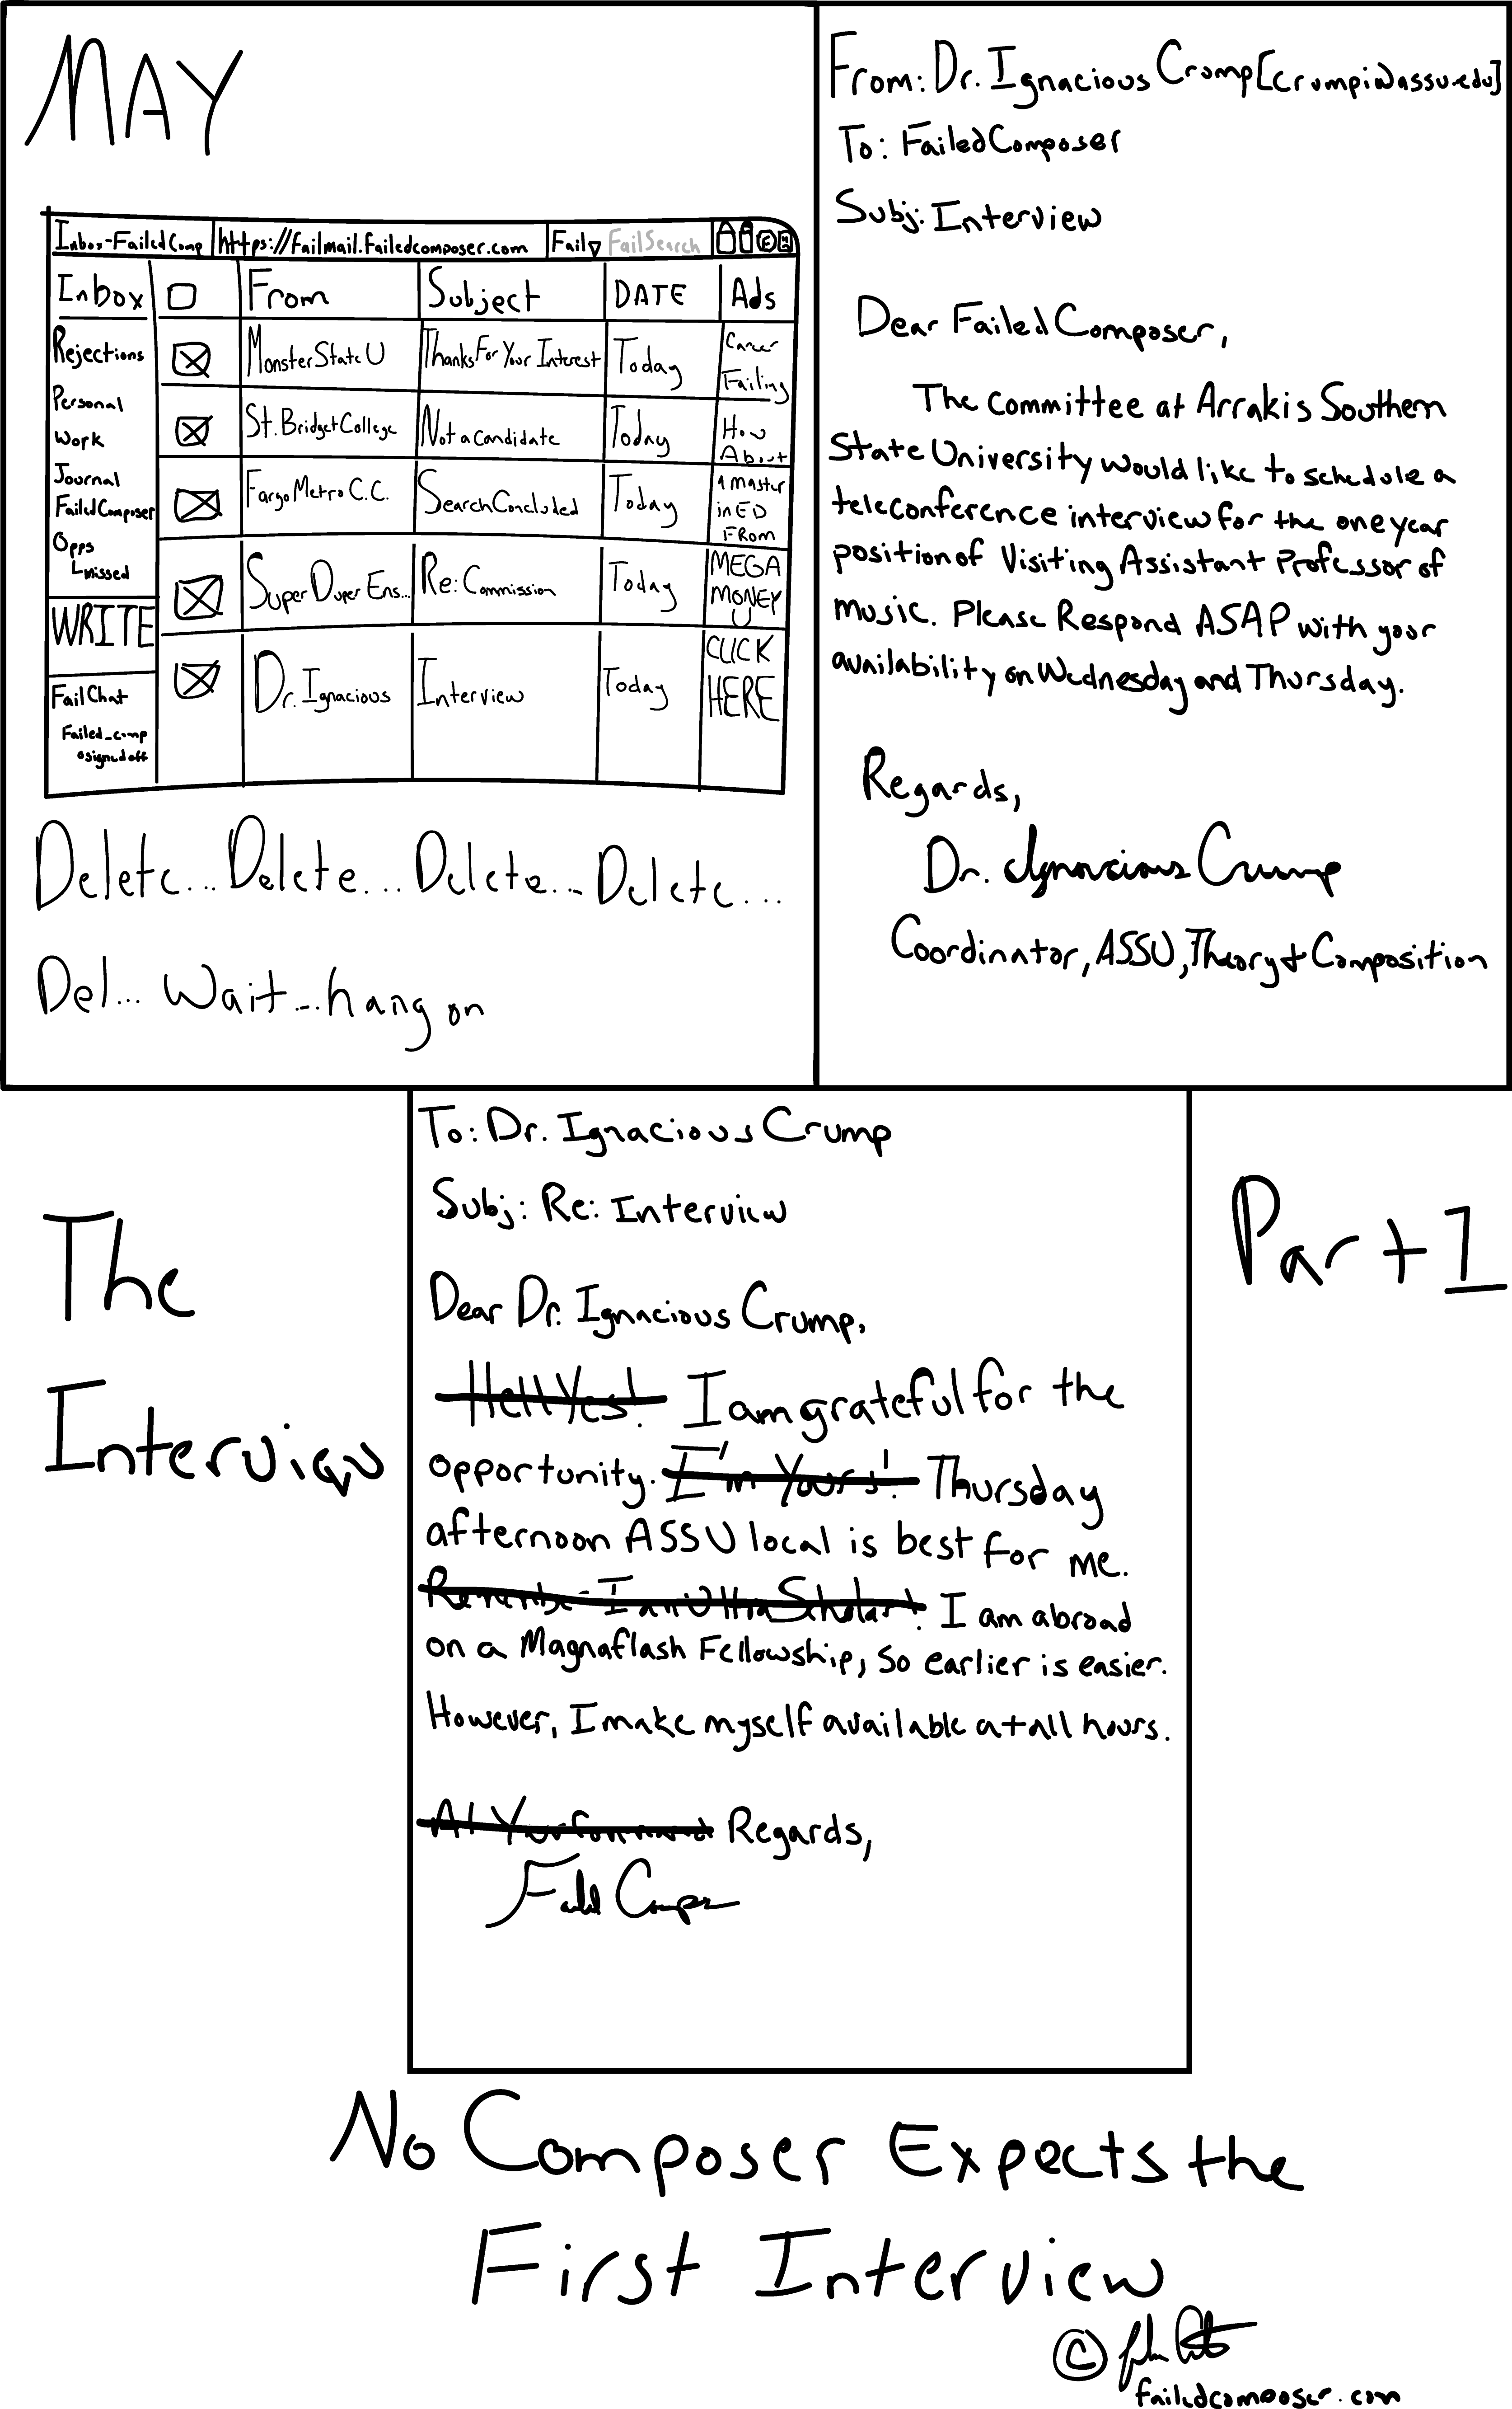 MAY
Inbox-FailedComp https://failmail.failedcomposer.com Fail FailSearch
Inbox From Subject DATE Ads
Rejections
Personal
Work
Journal
FailedComposer
Opps
Missed
WRITE
FailChat
Failed_comp
signed off
MonsterStateU Thanks For Your Interest Today
St. Bridget College Not a candidate Today
Fargo Metro C.C. Search Concluded Today
Super Duper Ens... Re: Commission Today
Dr. Ignacious Interview Today
Career
Failing
How
About
A Master
in ED
FROM
MEGA
MONEY
U
CLICK
HERE
Delete... Delete... Delete... Delete...
Del... Wait... hang on
From: Dr. Ignacious Crump [crumpi@assu.edu]
To: FailedComposer
Subj: Interview
Dear Failed Composer,
The committee at Arrakis Southern
State University would like to schedule a
teleconference interview for the one year
position of Visiting Assistant Professor of
Music. Please Respond ASAP with your
availability on Wednesday and Thursday.
Regards,
Dr. Ignacious Crump
Coordinator, ASSU, Theory + Composition
The
Interview
To: Dr. Ignacious Crump
Subj: Re: Interview
Dear Dr. Ignacious Crump,
Hell Yes! I am grateful for the
opportunity. I'm Yours! Thursday
afternoon ASSU local is best for me.
I am Ultra Scholar! I am abroad
on a Magnaflash Fellowship, so earlier is easier.
However, I make myself available at all hours.
At Your Command Regards,
Failed Composer
Part 1
No Composer Expects the
First Interview
©
failedcomposer.com